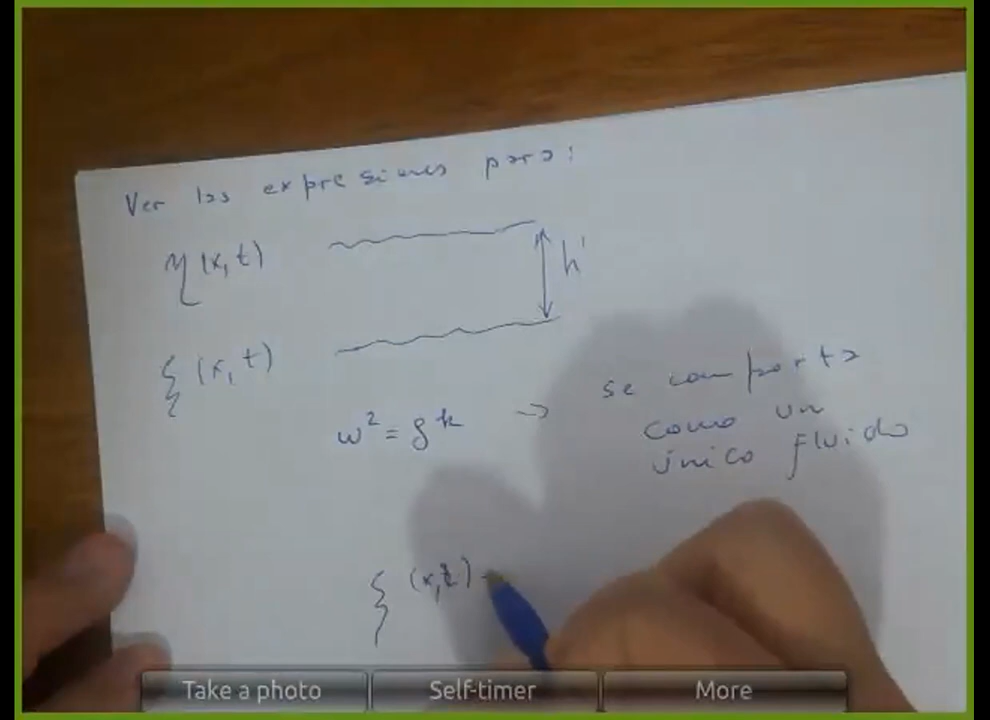 Ver las expresiones para:
η(x,t)
h'
ξ(x,t)
ω² = gk → se comporta
como un
único fluido
ξ(x,t)
Take a photo Self-timer More